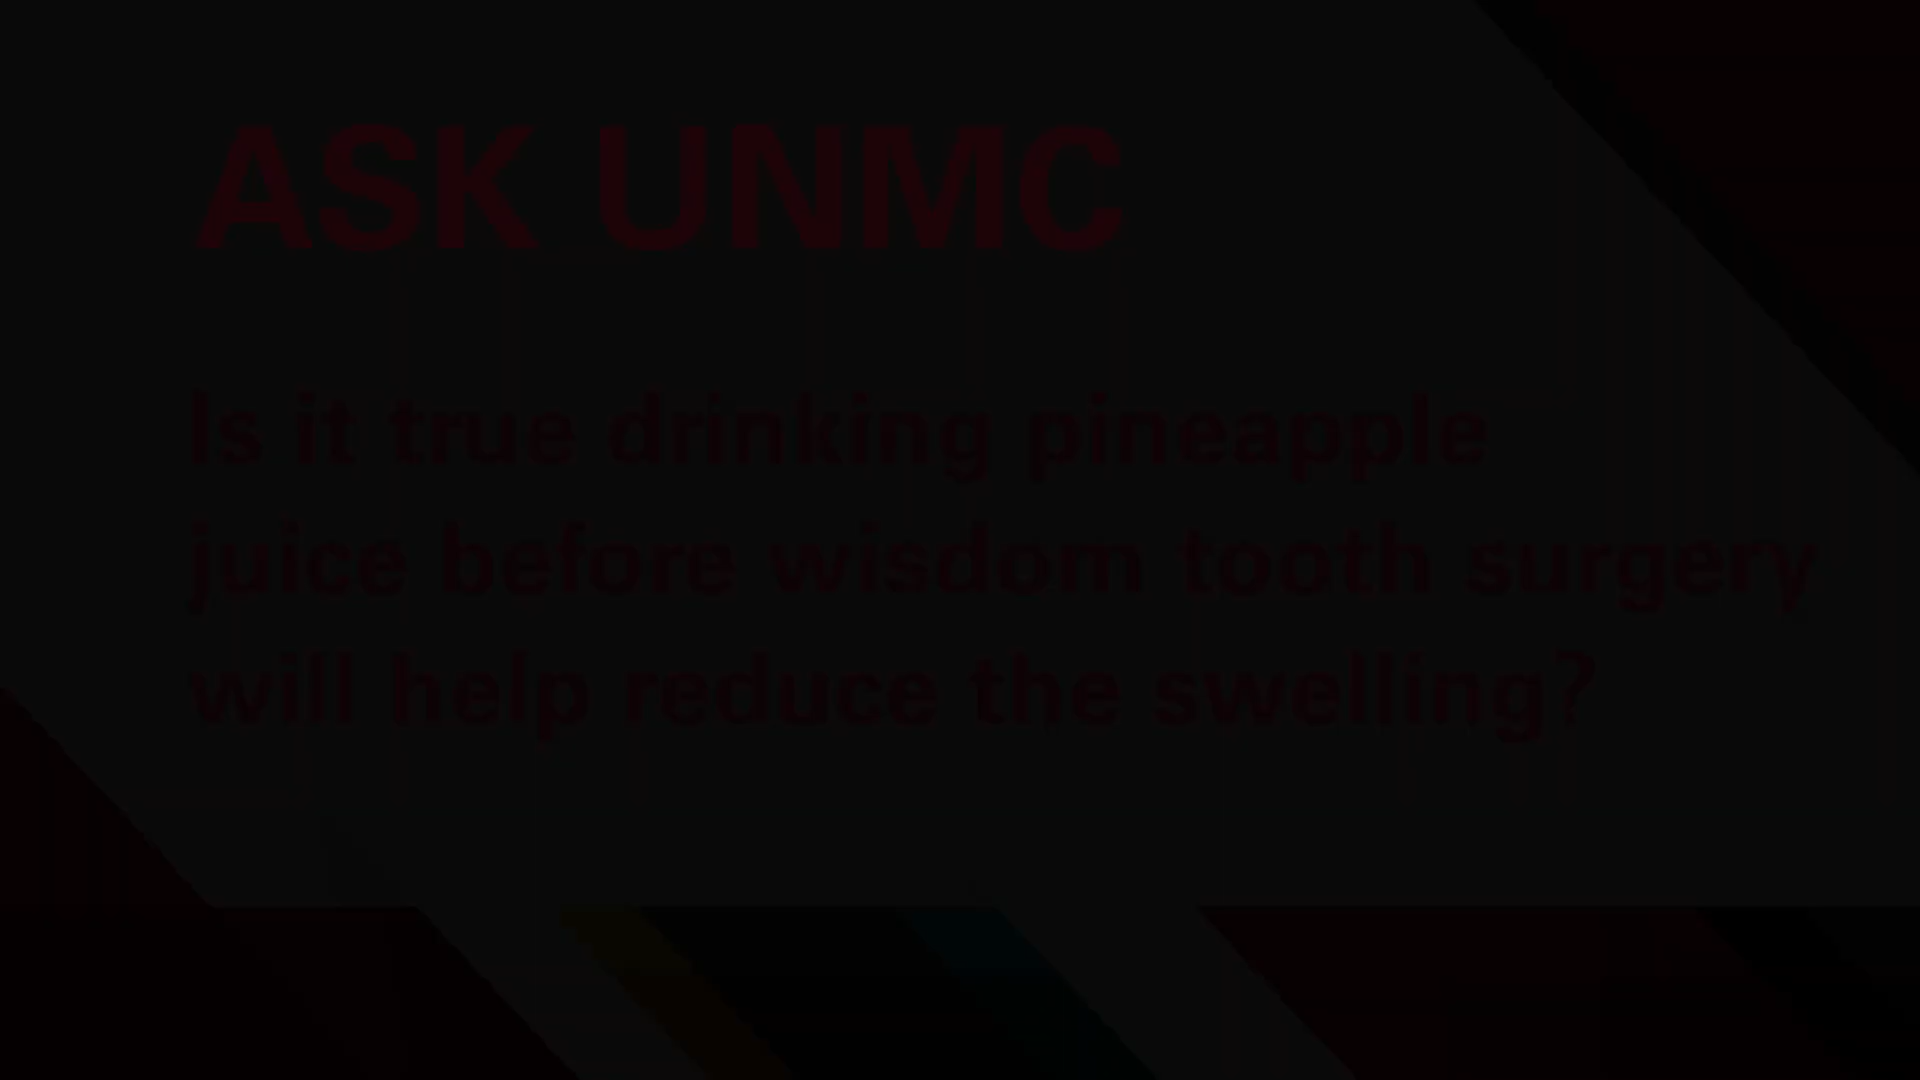 ASK UNMC
Is it true drinking pineapple
juice before wisdom tooth surgery
will help reduce the swelling?